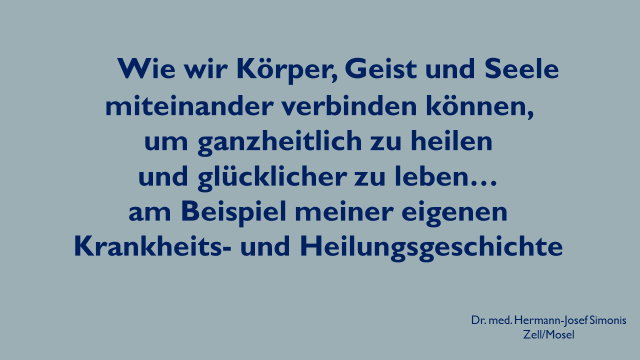 Wie wir Körper, Geist und Seele
miteinander verbinden können,
um ganzheitlich zu heilen
und glücklicher zu leben…
am Beispiel meiner eigenen
Krankheits- und Heilungsgeschichte
Dr. med. Hermann-Josef Simonis
Zell/Mosel